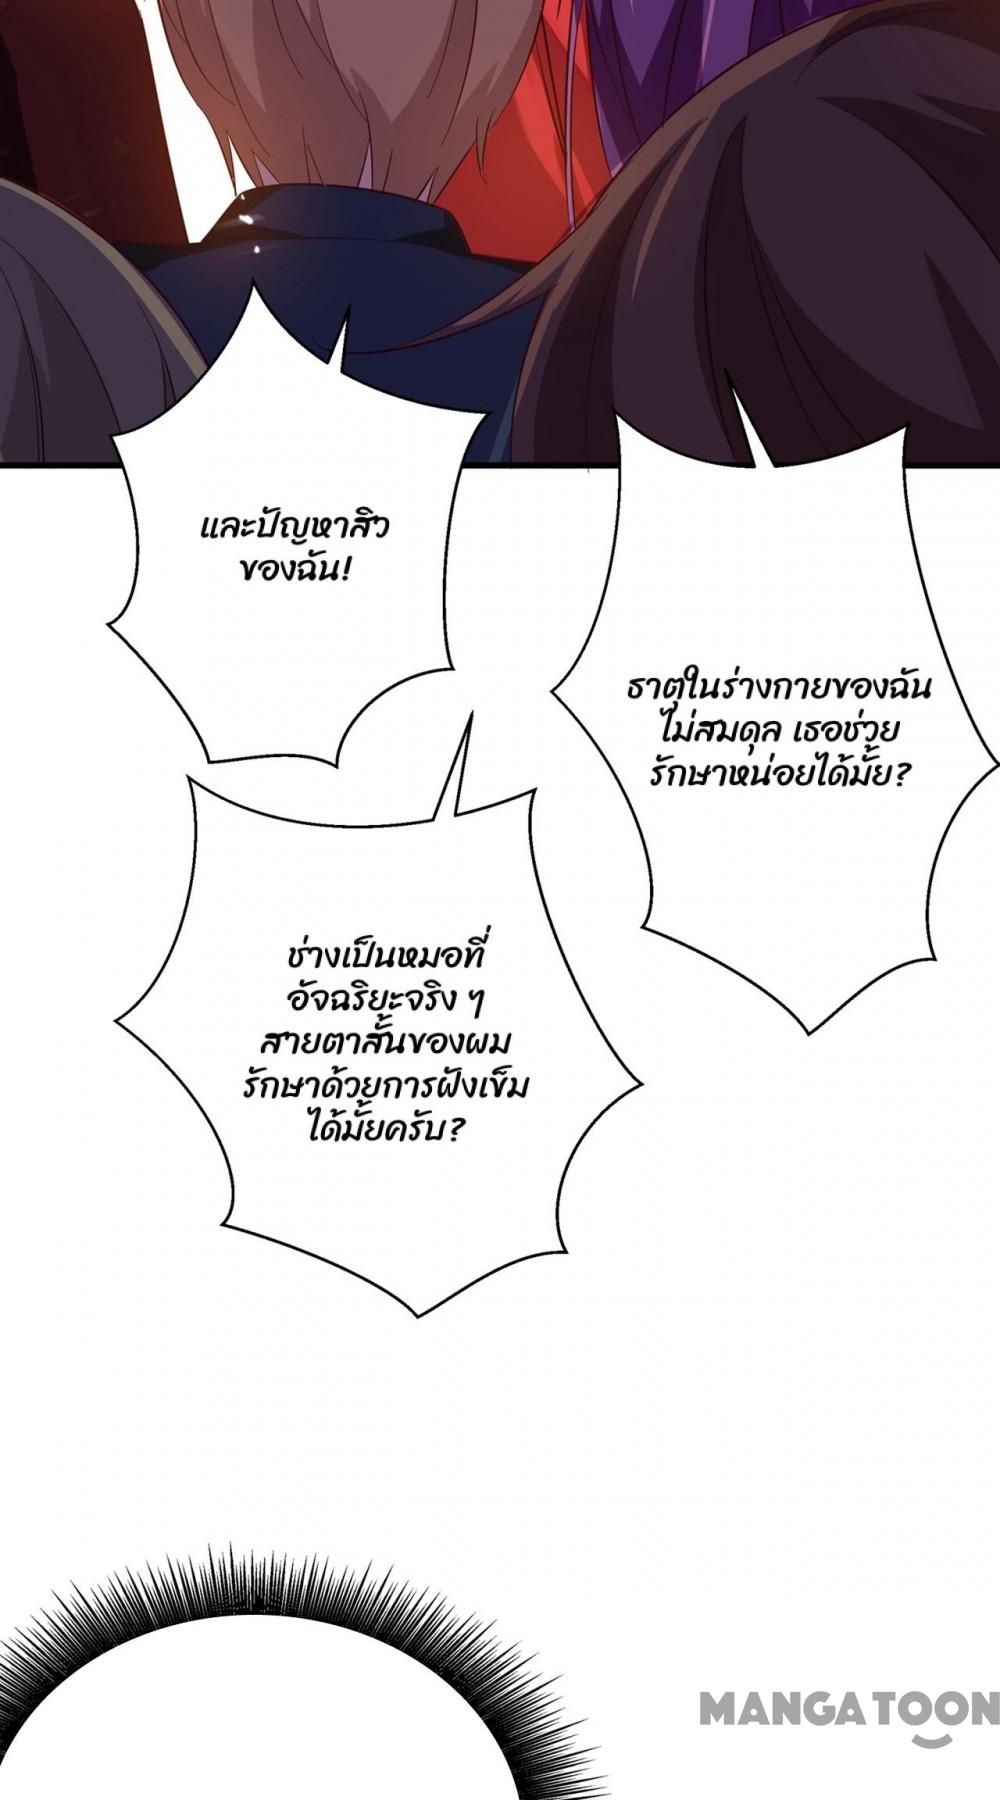 และปัญหาสิว
ของฉัน!
ธาตุในร่างกายของฉัน
ไม่สมดุล เธอช่วย
รักษาหน่อยได้มั้ย?
ช่างเป็นหมอที่
อัจฉริยะจริง ๆ
สายตาสั้นของผม
รักษาด้วยการฝังเข็ม
ได้มั้ยครับ?
MANGATOON